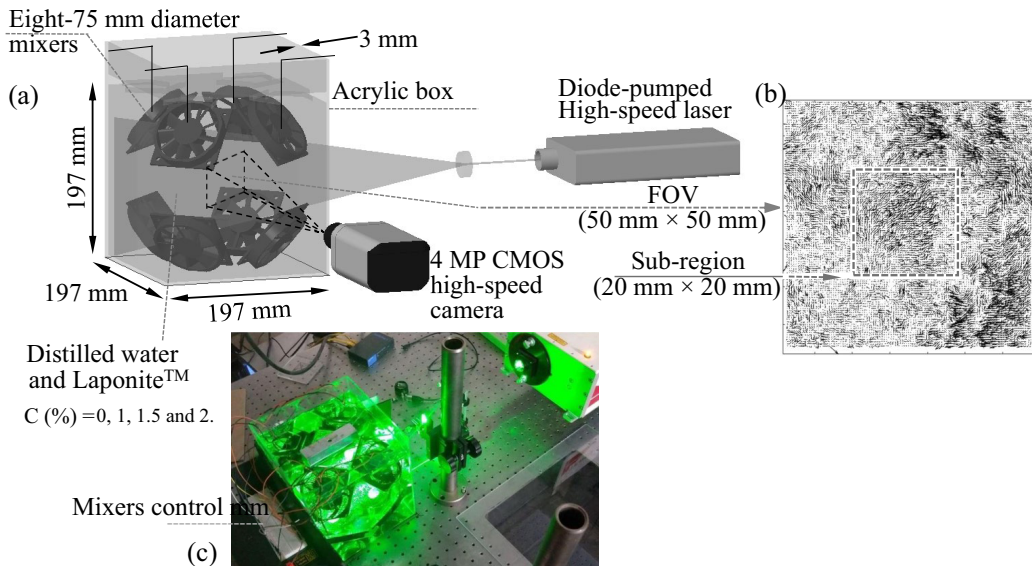 Eight-75 mm diameter
mixers
3 mm
(a)
Acrylic box
Diode-pumped
High-speed laser
(b)
197 mm
FOV
(50 mm × 50 mm)
Sub-region
(20 mm × 20 mm)
4 MP CMOS
high-speed
camera
197 mm
197 mm
Distilled water
and Laponite™
C (%) =0, 1, 1.5 and 2.
Mixers control mm
(c)